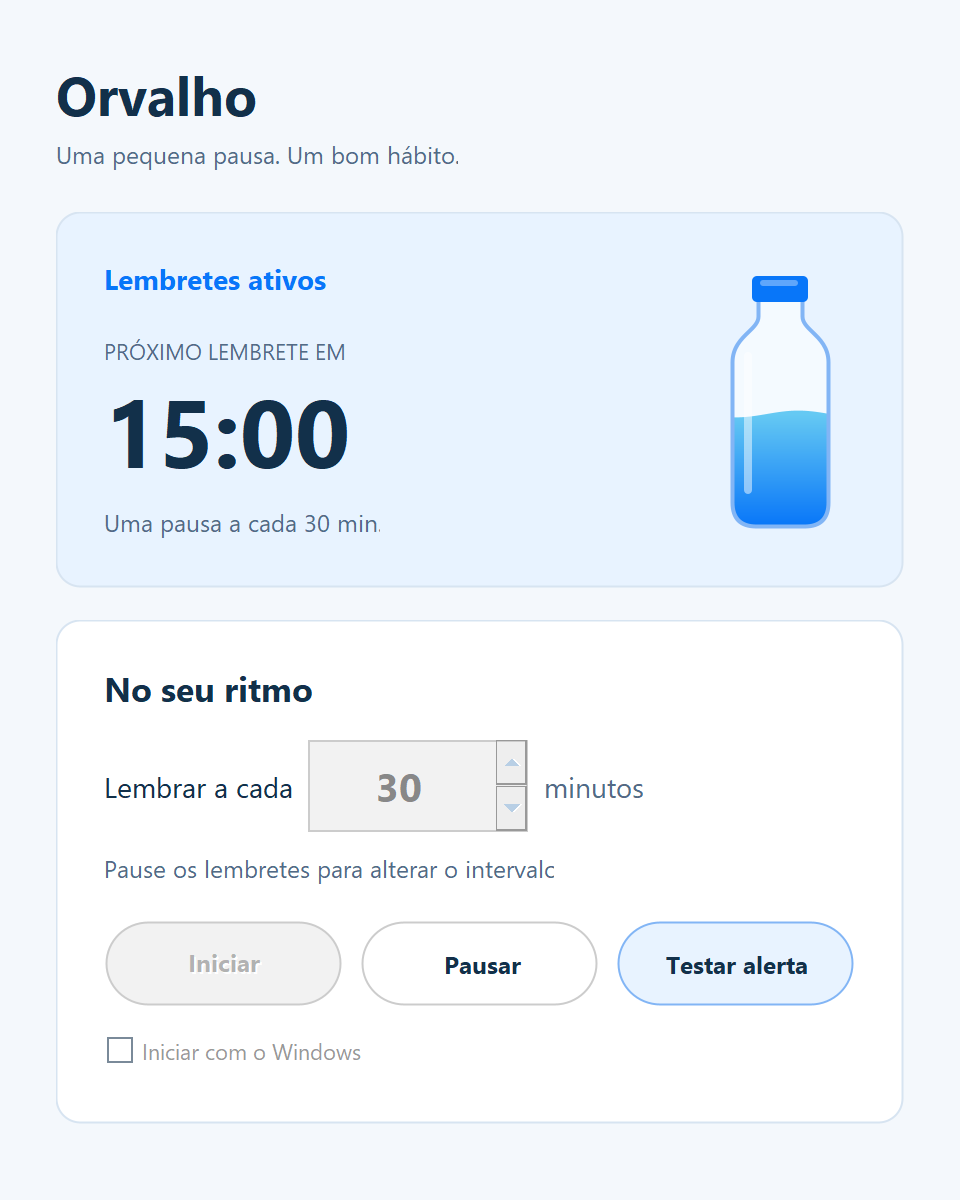 Orvalho
Uma pequena pausa. Um bom hábito.
Lembretes ativos
PRÓXIMO LEMBRETE EM
15:00
Uma pausa a cada 30 min.
No seu ritmo
Lembrar a cada 30 minutos
Pause os lembretes para alterar o intervalo
Iniciar Pausar Testar alerta
Iniciar com o Windows